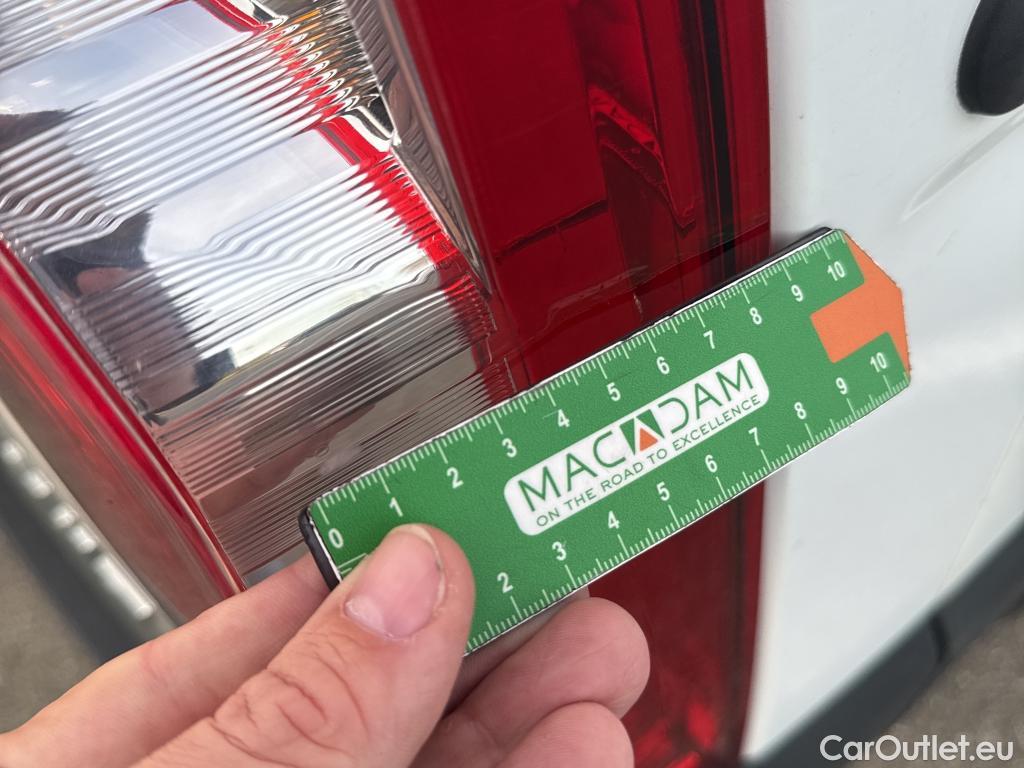 0 1 2 3 4 5 6 7 8 9 10
MACADAM
ON THE ROAD TO EXCELLENCE
2 3 4 5 6 7 8 9 10
CarOutlet.eu